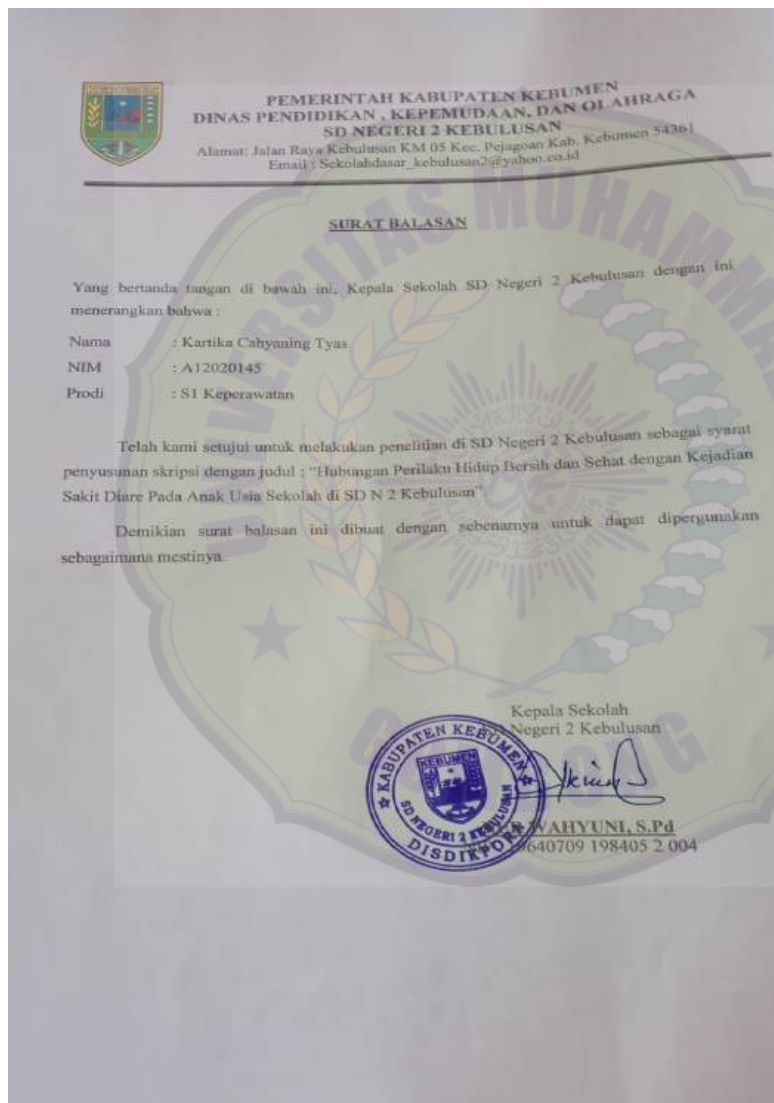 PEMERINTAH KABUPATEN KEBUMEN
DINAS PENDIDIKAN , KEPEMUDAAN, DAN OLAHRAGA
SD NEGERI 2 KEBULUSAN
Alamat: Jalan Raya Kebulusan KM 05 Kec. Pejagoan Kab. Kebumen 54361
Email : Sekolahdasar_kebulusan2@yahoo.co.id
SURAT BALASAN
Yang bertanda tangan di bawah ini, Kepala Sekolah SD Negeri 2 Kebulusan dengan ini
menerangkan bahwa :
Nama : Kartika Cahyaning Tyas
NIM : A12020145
Prodi : S1 Keperawatan
Telah kami setujui untuk melakukan penelitian di SD Negeri 2 Kebulusan sebagai syarat
penyusunan skripsi dengan judul : "Hubungan Perilaku Hidup Bersih dan Sehat dengan Kejadian
Sakit Diare Pada Anak Usia Sekolah di SD N 2 Kebulusan".
Demikian surat balasan ini dibuat dengan sebenarnya untuk dapat dipergunakan
sebagaimana mestinya.
Kepala Sekolah
Negeri 2 Kebulusan
WAHYUNI, S.Pd
9640709 198405 2 004
KABUPATEN KEBUMEN
KEBUMEN
SD NEGERI 2 KEBULUSAN
DISDIKPORA
GOMBONG